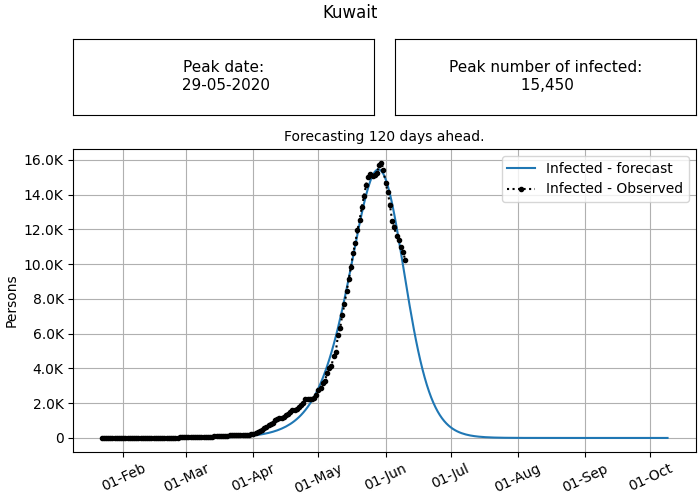 Kuwait
Peak date:
29-05-2020
Peak number of infected:
15,450
Forecasting 120 days ahead.
Infected - forecast
Infected - Observed
Persons
16.0K
14.0K
12.0K
10.0K
8.0K
6.0K
4.0K
2.0K
0
01-Feb
01-Mar
01-Apr
01-May
01-Jun
01-Jul
01-Aug
01-Sep
01-Oct